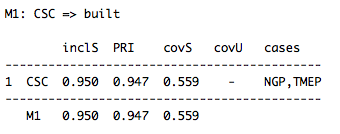 M1: CSC => built
inclS PRI covS covU cases
-------------------------------------------
1 CSC 0.950 0.947 0.559 - NGP,TMEP
-------------------------------------------
M1 0.950 0.947 0.559